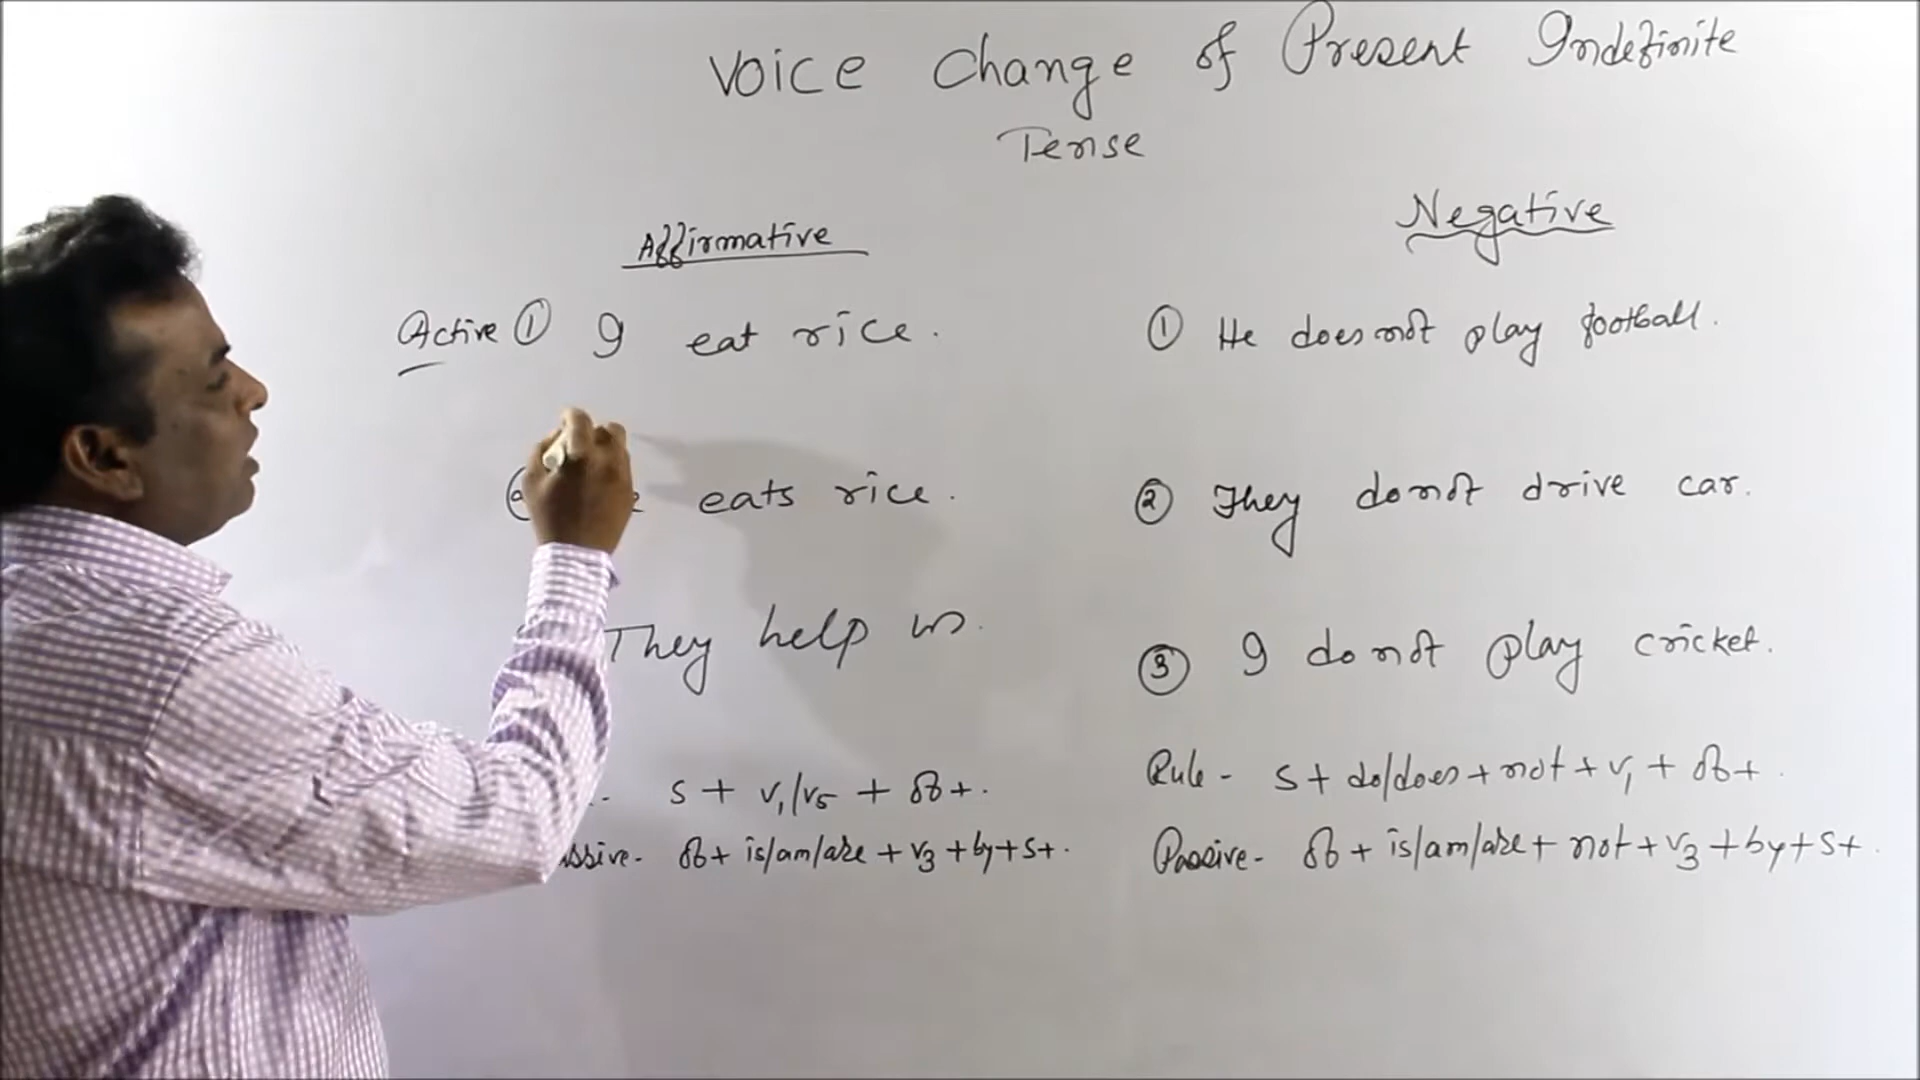 Voice Change of Present Indefinite
Tense
Affirmative
Active ① I eat rice.
eats rice.
They help us.
S + V1/V5 + ob + .
Passive - ob + is/am/are + V3 + by + S + .
Negative
① He does not play football.
② They do not drive car.
③ I do not play cricket.
Rule - S + do/does + not + V1 + ob + .
Passive - ob + is/am/are + not + V3 + by + S + .